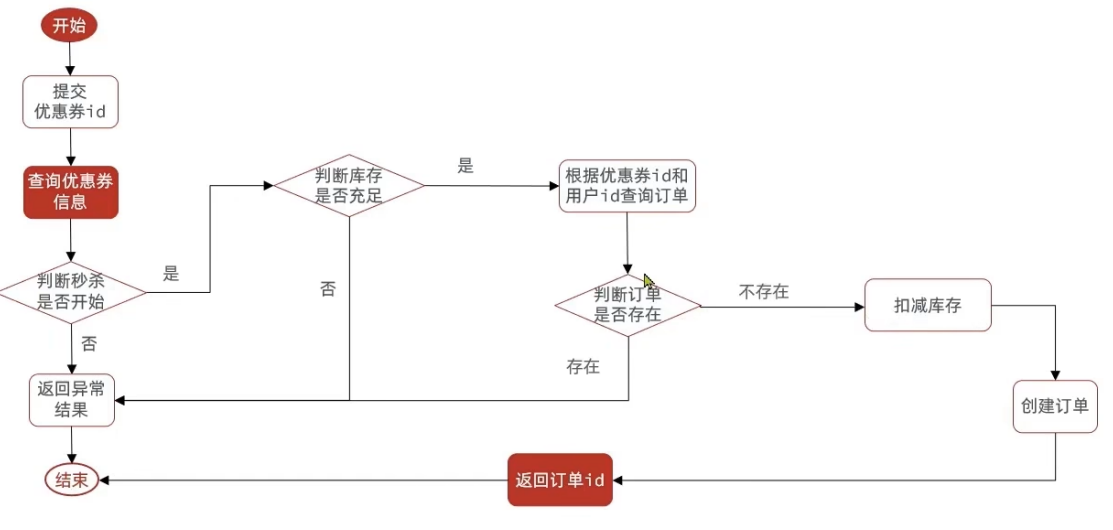 开始
提交
优惠券id
查询优惠券
信息
判断秒杀
是否开始
是
否
返回异常
结果
结束
判断库存
是否充足
是
否
根据优惠券id和
用户id查询订单
判断订单
是否存在
不存在
存在
扣减库存
创建订单
返回订单id